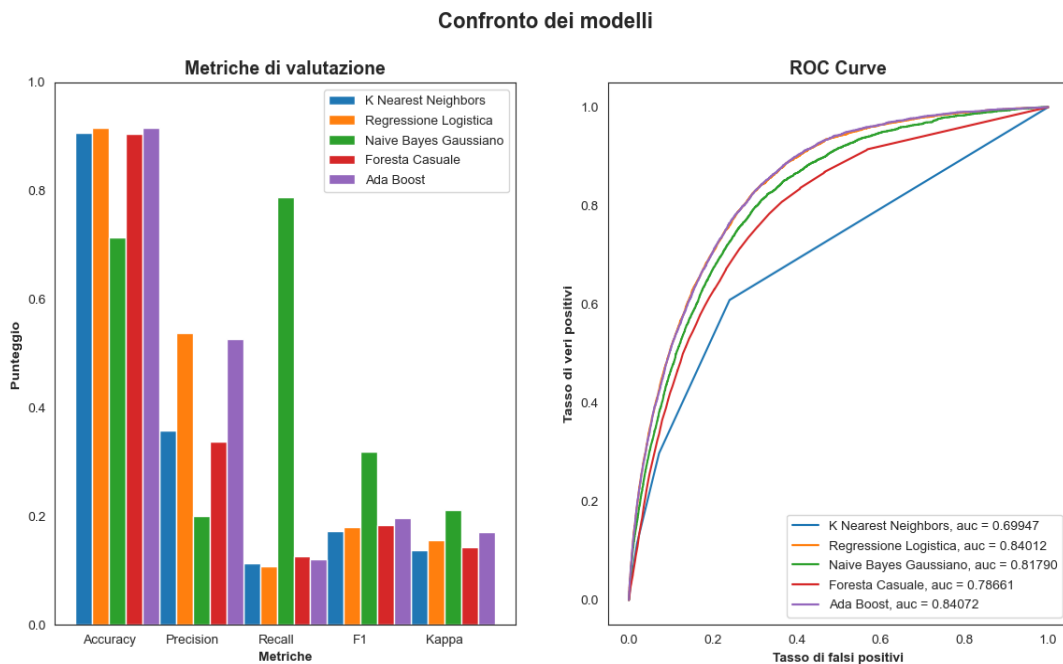 Confronto dei modelli
Metriche di valutazione
1.0
0.8
0.6
0.4
0.2
0.0
Punteggio
K Nearest Neighbors
Regressione Logistica
Naive Bayes Gaussiano
Foresta Casuale
Ada Boost
Accuracy
Precision
Recall
F1
Kappa
Metriche
ROC Curve
1.0
0.8
0.6
0.4
0.2
0.0
Tasso di veri positivi
K Nearest Neighbors, auc = 0.69947
Regressione Logistica, auc = 0.84012
Naive Bayes Gaussiano, auc = 0.81790
Foresta Casuale, auc = 0.78661
Ada Boost, auc = 0.84072
0.0
0.2
0.4
0.6
0.8
1.0
Tasso di falsi positivi